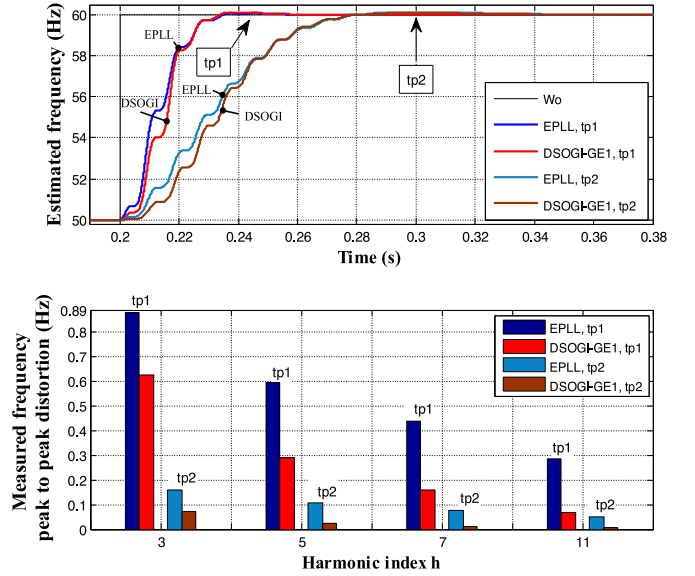 Estimated frequency (Hz)
60
58
56
54
52
50
EPLL
tp1
tp2
DSOGI
EPLL
DSOGI
Wo
EPLL, tp1
DSOGI-GE1, tp1
EPLL, tp2
DSOGI-GE1, tp2
0.2
0.22
0.24
0.26
0.28
0.3
0.32
0.34
0.36
0.38
Time (s)
Measured frequency
peak to peak distortion (Hz)
0.89
0.8
0.7
0.6
0.5
0.4
0.3
0.2
0.1
0
tp1
tp2
tp1
tp2
tp1
tp2
tp1
tp2
EPLL, tp1
DSOGI-GE1, tp1
EPLL, tp2
DSOGI-GE1, tp2
3
5
7
11
Harmonic index h